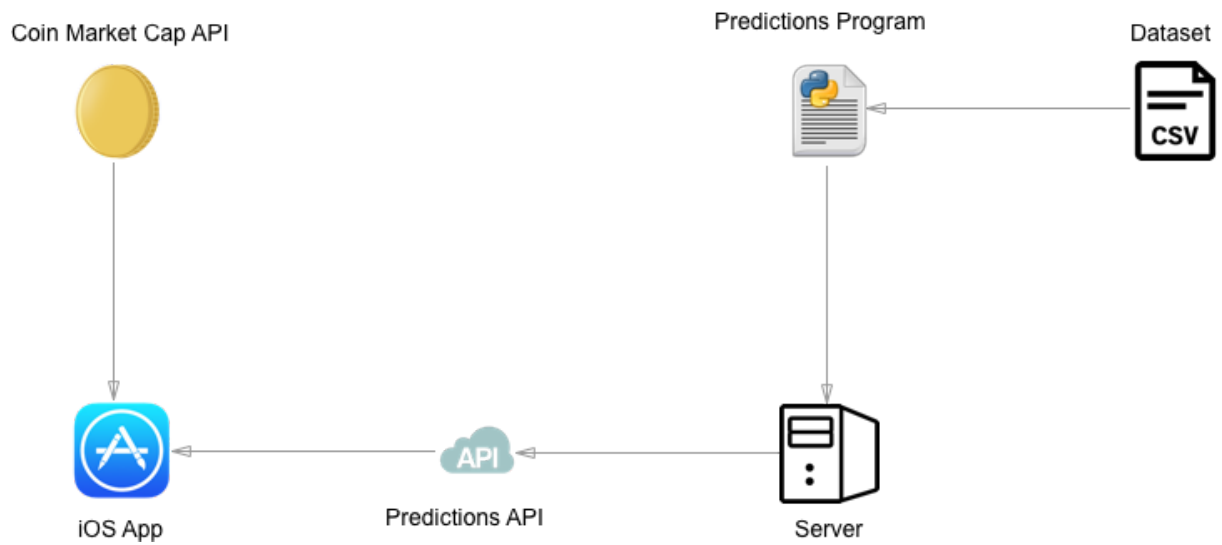 Coin Market Cap API
Predictions Program
Dataset
CSV
API
iOS App
Predictions API
Server